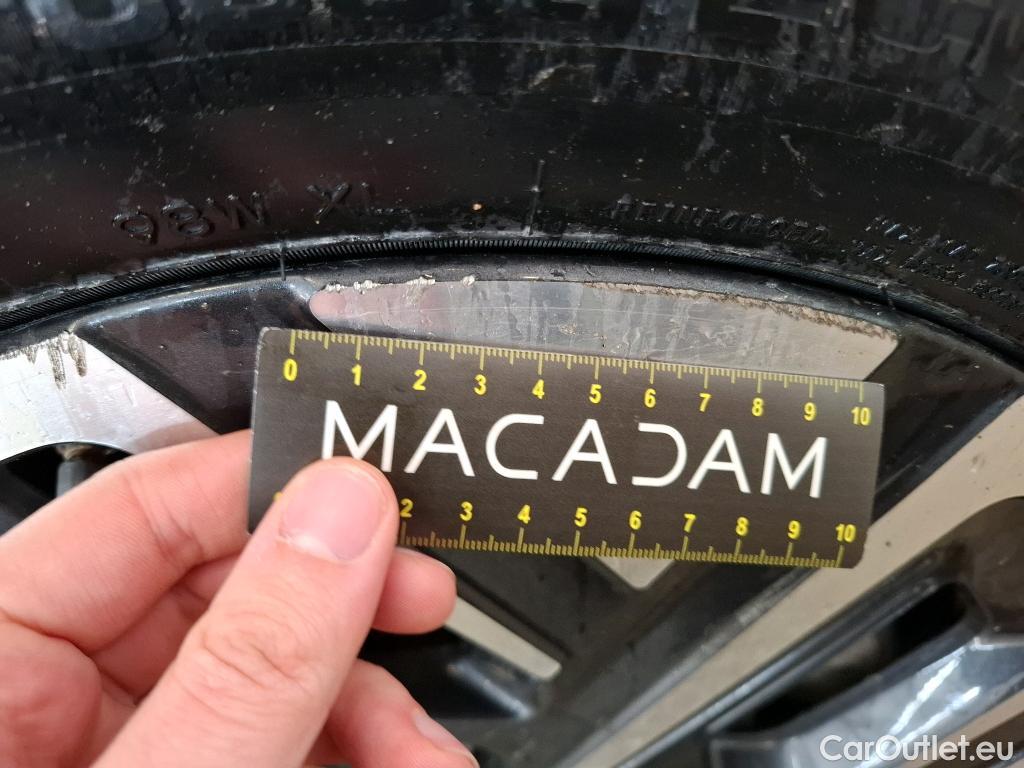 98W XL
REINFORCED
0 1 2 3 4 5 6 7 8 9 10
MACADAM
2 3 4 5 6 7 8 9 10
CarOutlet.eu